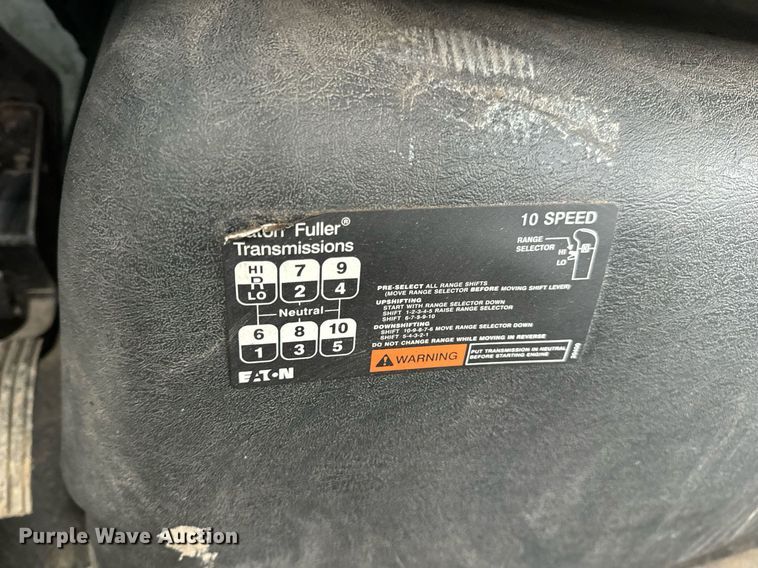 Eaton® Fuller®
Transmissions
10 SPEED
RANGE
SELECTOR
HI
LO
HI
R
LO
7
2
9
4
Neutral
6
1
8
3
10
5
EATON
PRE-SELECT ALL RANGE SHIFTS
(MOVE RANGE SELECTOR BEFORE MOVING SHIFT LEVER)
UPSHIFTING
START WITH RANGE SELECTOR DOWN
SHIFT 1-2-3-4-5 RAISE RANGE SELECTOR
SHIFT 6-7-8-9-10
DOWNSHIFTING
SHIFT 10-9-8-7-6 MOVE RANGE SELECTOR DOWN
SHIFT 5-4-3-2-1
DO NOT CHANGE RANGE WHILE MOVING IN REVERSE
WARNING
PUT TRANSMISSION IN NEUTRAL
BEFORE STARTING ENGINE
Purple Wave Auction